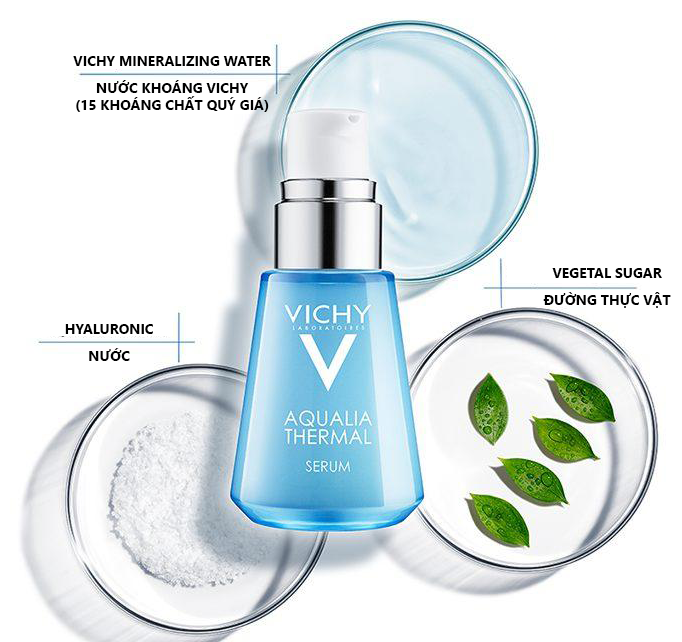 VICHY MINERALIZING WATER
NƯỚC KHOÁNG VICHY
(15 KHOÁNG CHẤT QUÝ GIÁ)
VEGETAL SUGAR
ĐƯỜNG THỰC VẬT
HYALURONIC
NƯỚC
VICHY
LABORATOIRES
AQUALIA
THERMAL
SERUM